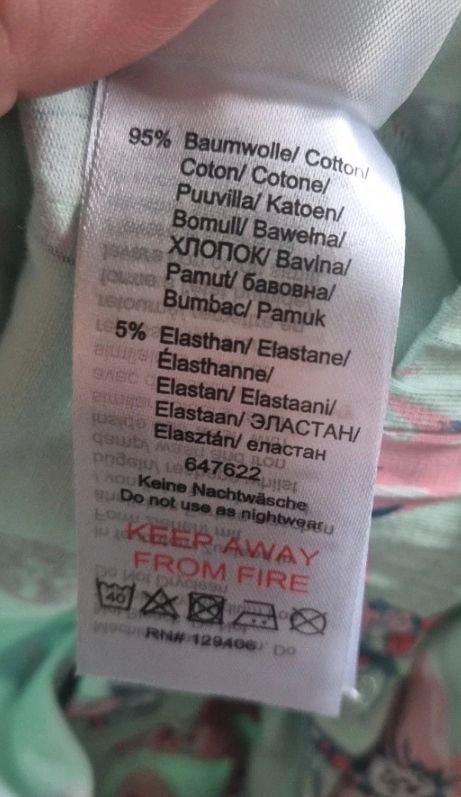 95% Baumwolle/ Cotton/
Coton/ Cotone/
Puuvilla/ Katoen/
Bomull/ Bawełna/
ХЛОПОК/ Bavlna/
Pamut/ бавовна/
Bumbac/ Pamuk
5% Elasthan/ Elastane/
Élasthanne/
Elastan/ Elastaani/
Elastaan/ ЭЛАСТАН/
Elasztán/ еластан
647622
Keine Nachtwäsche
Do not use as nightwear
KEEP AWAY
FROM FIRE
40
RN# 129406